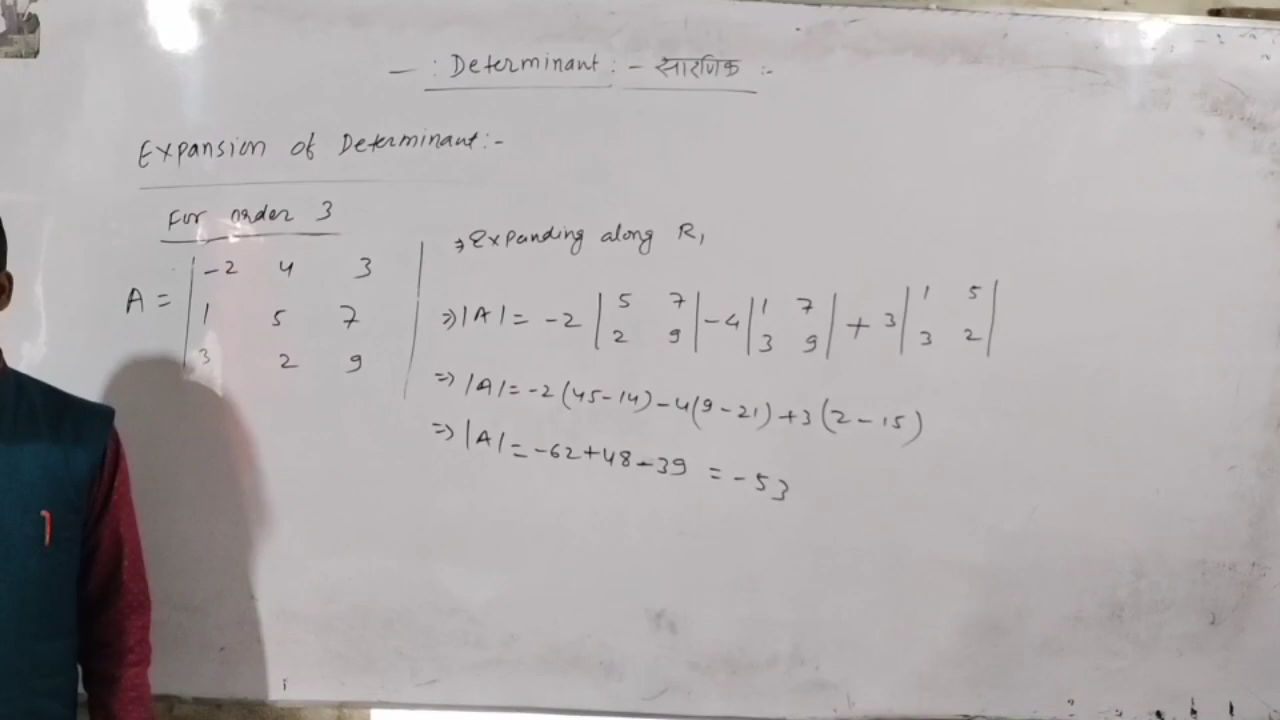 — : Determinant : - सारणिक :-
Expansion of Determinant:-
For order 3
A = | -2 4 3 |
| 1 5 7 |
| 3 2 9 |
⇒ Expanding along R₁
⇒ |A| = -2 | 5 7 | - 4 | 1 7 | + 3 | 1 5 |
| 2 9 | | 3 9 | | 3 2 |
⇒ |A| = -2 (45-14) - 4(9-21) + 3(2-15)
⇒ |A| = -62+48-39 = -53